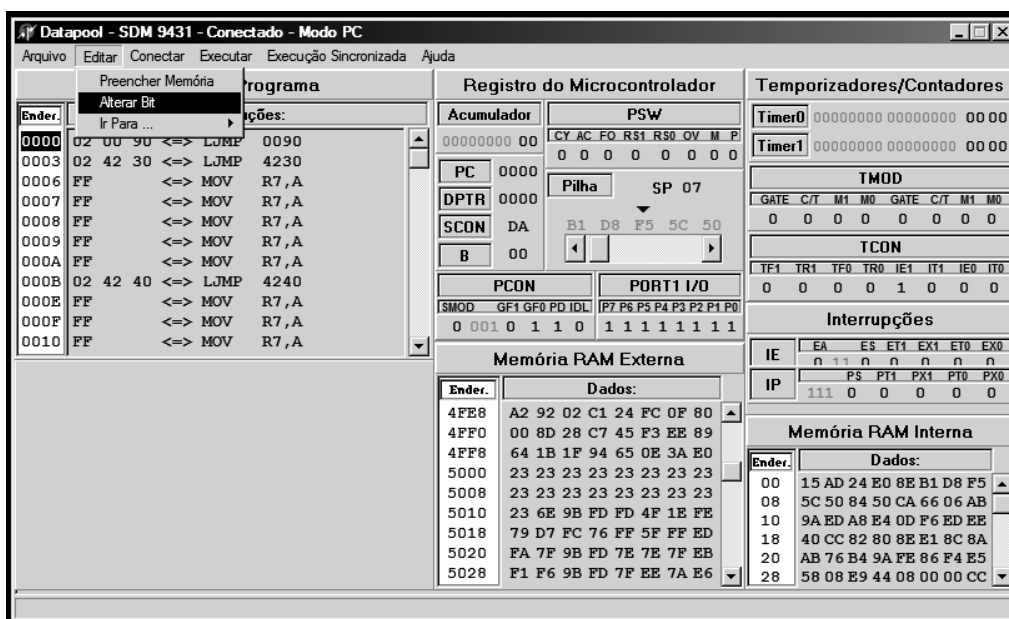 Datapool - SDM 9431 - Conectado - Modo PC
Arquivo Editar Conectar Executar Execução Sincronizada Ajuda
Preencher Memória
Alterar Bit
Ir Para ...
Programa
Ender.
0000 02 00 90 <=> LJMP 0090
0003 02 42 30 <=> LJMP 4230
0006 FF <=> MOV R7,A
0007 FF <=> MOV R7,A
0008 FF <=> MOV R7,A
0009 FF <=> MOV R7,A
000A FF <=> MOV R7,A
000B 02 42 40 <=> LJMP 4240
000E FF <=> MOV R7,A
000F FF <=> MOV R7,A
0010 FF <=> MOV R7,A
Registro do Microcontrolador
Acumulador
00000000 00
PSW
CY AC FO RS1 RS0 OV M P
0 0 0 0 0 0 0 0
PC 0000
DPTR 0000
SCON DA
B 00
Pilha SP 07
B1 D8 F5 5C 50
PCON
SMOD GF1 GF0 PD IDL
0 001 0 1 1 0
PORT1 I/O
P7 P6 P5 P4 P3 P2 P1 P0
1 1 1 1 1 1 1 1
Memória RAM Externa
Ender. Dados:
4FE8 A2 92 02 C1 24 FC 0F 80
4FF0 00 8D 28 C7 45 F3 EE 89
4FF8 64 1B 1F 94 65 0E 3A E0
5000 23 23 23 23 23 23 23 23
5008 23 23 23 23 23 23 23 23
5010 23 6E 9B FD FD 4F 1E FE
5018 79 D7 FC 76 FF 5F FF ED
5020 FA 7F 9B FD 7E 7E 7F EB
5028 F1 F6 9B FD 7F EE 7A E6
Temporizadores/Contadores
Timer0 00000000 00000000 00 00
Timer1 00000000 00000000 00 00
TMOD
GATE C/T M1 M0 GATE C/T M1 M0
0 0 0 0 0 0 0 0
TCON
TF1 TR1 TF0 TR0 IE1 IT1 IE0 IT0
0 0 0 0 1 0 0 0
Interrupções
IE
EA ES ET1 EX1 ET0 EX0
0 11 0 0 0 0 0
IP
PS PT1 PX1 PT0 PX0
111 0 0 0 0 0
Memória RAM Interna
Ender. Dados:
00 15 AD 24 E0 8E B1 D8 F5
08 5C 50 84 50 CA 66 06 AB
10 9A ED A8 E4 0D F6 ED EE
18 40 CC 82 80 8E E1 8C 8A
20 AB 76 B4 9A FE 86 F4 E5
28 58 08 E9 44 08 00 00 CC